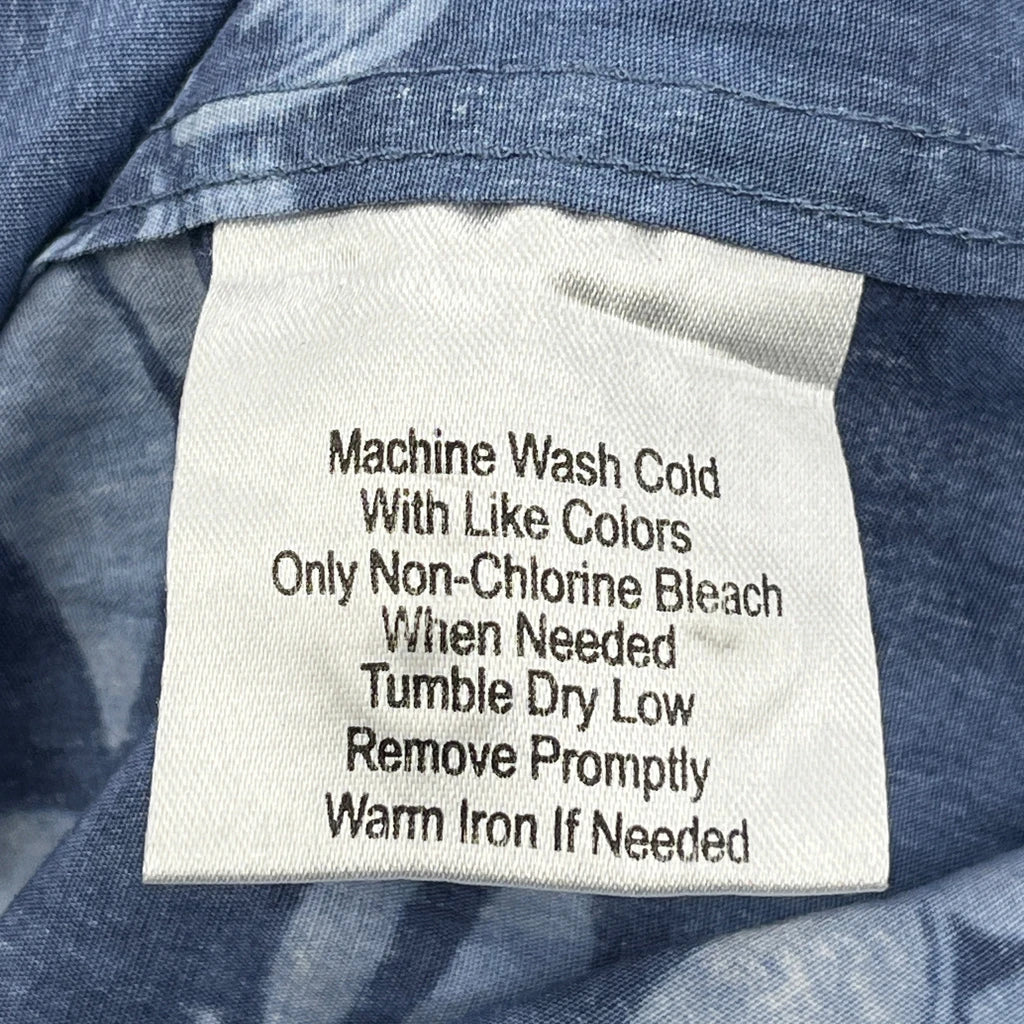 Machine Wash Cold
With Like Colors
Only Non-Chlorine Bleach
When Needed
Tumble Dry Low
Remove Promptly
Warm Iron If Needed